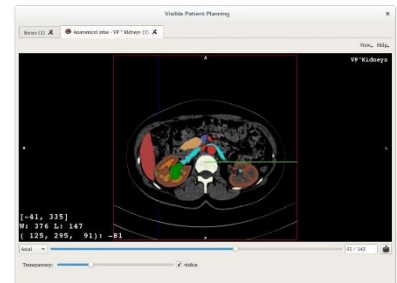 Visible Patient Planning
Series (1)
Anatomical atlas - VP ^ Kidneys (1)
View... Help...
A
VP^Kidneys
[-41, 335]
W: 376 L: 147
( 125, 295, 91): -81
P
Axial
91 / 140
Transparency:
visible